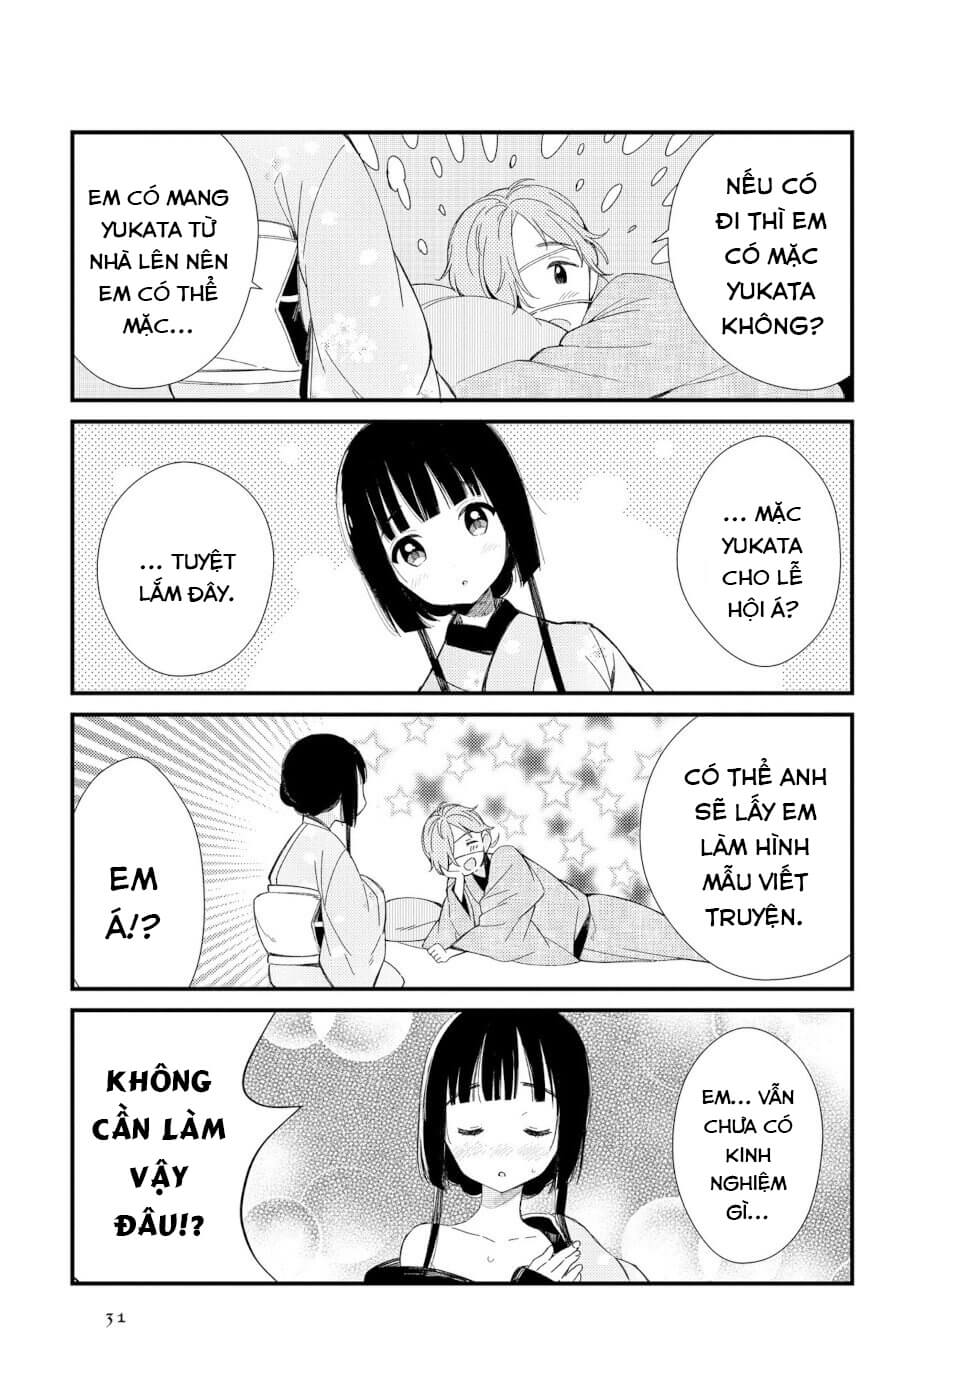 NẾU CÓ
ĐI THÌ EM
CÓ MẶC
YUKATA
KHÔNG?
EM CÓ MANG
YUKATA TỪ
NHÀ LÊN NÊN
EM CÓ THỂ
MẶC...
... MẶC
YUKATA
CHO LỄ
HỘI Á?
... TUYỆT
LẮM ĐÂY.
CÓ THỂ ANH
SẼ LẤY EM
LÀM HÌNH
MẪU VIẾT
TRUYỆN.
EM
Á!?
EM... VẪN
CHƯA CÓ
KINH
NGHIỆM
GÌ...
KHÔNG
CẦN LÀM
VẬY
ĐÂU!?
31